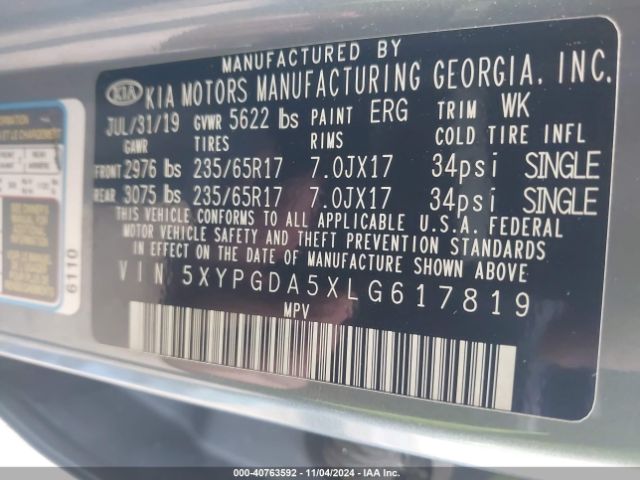 MANUFACTURED BY
KIA KIA MOTORS MANUFACTURING GEORGIA, INC.
JUL/31/19 GVWR 5622 lbs PAINT ERG TRIM WK
GAWR TIRES RIMS COLD TIRE INFL
FRONT 2976 lbs 235/65R17 7.0JX17 34psi SINGLE
REAR 3075 lbs 235/65R17 7.0JX17 34psi SINGLE
THIS VEHICLE CONFORMS TO ALL APPLICABLE U.S.A. FEDERAL
MOTOR VEHICLE SAFETY AND THEFT PREVENTION STANDARDS
IN EFFECT ON THE DATE OF MANUFACTURE SHOWN ABOVE
VIN 5XYPGDA5XLG617819
MPV
6110
000-40763592 — 11/04/2024 — IAA Inc.